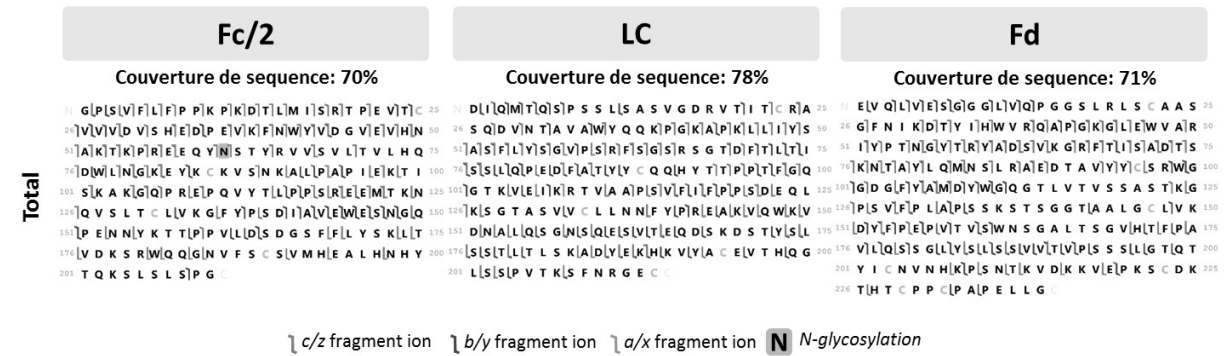 Total
Fc/2
Couverture de sequence: 70%
N G P S V F L F P P K P K D T L M I S R T P E V T C 25
26 V V V D V S H E D P E V K F N W Y V D G V E V H N 50
51 A K T K P R E E Q Y N S T Y R V V S V L T V L H Q 75
76 D W L N G K E Y K C K V S N K A L P A P I E K T I 100
101 S K A K G Q P R E P Q V Y T L P P S R E E M T K N 125
126 Q V S L T C L V K G F Y P S D I A V E W E S N G Q 150
151 P E N N Y K T T P P V L D S D G S F F L Y S K L T 175
176 V D K S R W Q Q G N V F S C S V M H E A L H N H Y 200
201 T Q K S L S L S P G C
LC
Couverture de sequence: 78%
N D I Q M T Q S P S S L S A S V G D R V T I T C R A 25
26 S Q D V N T A V A W Y Q Q K P G K A P K L L I Y S 50
51 A S F L Y S G V P S R F S G S R S G T D F T L T I 75
76 S S L Q P E D F A T Y Y C Q Q H Y T T P P T F G Q 100
101 G T K V E I K R T V A A P S V F I F P P S D E Q L 125
126 K S G T A S V V C L L N N F Y P R E A K V Q W K V 150
151 D N A L Q S G N S Q E S V T E Q D S K D S T Y S L 175
176 S S T L T L S K A D Y E K H K V Y A C E V T H Q G 200
201 L S S P V T K S F N R G E C C
Fd
Couverture de sequence: 71%
N E V Q L V E S G G G L V Q P G G S L R L S C A A S 25
26 G F N I K D T Y I H W V R Q A P G K G L E W V A R 50
51 I Y P T N G Y T R Y A D S V K G R F T I S A D T S 75
76 K N T A Y L Q M N S L R A E D T A V Y Y C S R W G 100
101 G D G F Y A M D Y W G Q G T L V T V S S A S T K G 125
126 P S V F P L A P S S K S T S G G T A A L G C L V K 150
151 D Y F P E P V T V S W N S G A L T S G V H T F P A 175
176 V L Q S S G L Y S L S S V V T V P S S S L G T Q T 200
201 Y I C N V N H K P S N T K V D K K V E P K S C D K 225
226 T H T C P P C P A P E L L G C
c/z fragment ion
b/y fragment ion
a/x fragment ion
N N-glycosylation